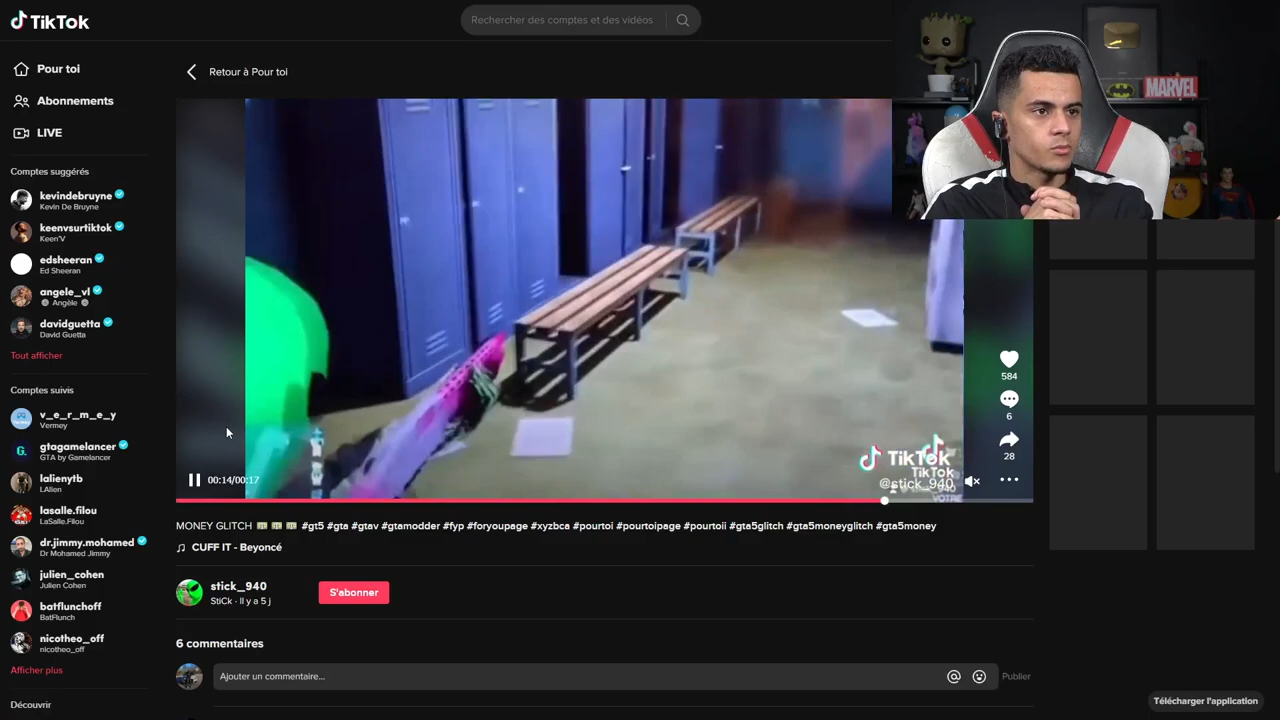 TikTok
Rechercher des comptes et des vidéos
Pour toi
Abonnements
LIVE
Comptes suggérés
kevindebruyne
Kevin De Bruyne
keenvsurtiktok
Keen'V
edsheeran
Ed Sheeran
angele_vl
Angèle
davidguetta
David Guetta
Tout afficher
Comptes suivis
v_e_r_m_e_y
Vermey
gtagamelancer
GTA by Gamelancer
lalienytb
LAlien
lasalle.filou
LaSalle.Filou
dr.jimmy.mohamed
Dr Mohamed Jimmy
julien_cohen
Julien Cohen
batflunchoff
BatFlunch
nicotheo_off
nicotheo_off
Afficher plus
Découvrir
Retour à Pour toi
MARVEL
584
6
28
TikTok
TikTok
@stick_940
00:14/00:17
MONEY GLITCH #gt5 #gta #gtav #gtamodder #fyp #foryoupage #xyzbca #pourtoi #pourtoipage #pourtoii #gta5glitch #gta5moneyglitch #gta5money
CUFF IT - Beyoncé
stick_940
StiCk · Il y a 5 j
S'abonner
6 commentaires
Ajouter un commentaire...
Publier
Télécharger l'application